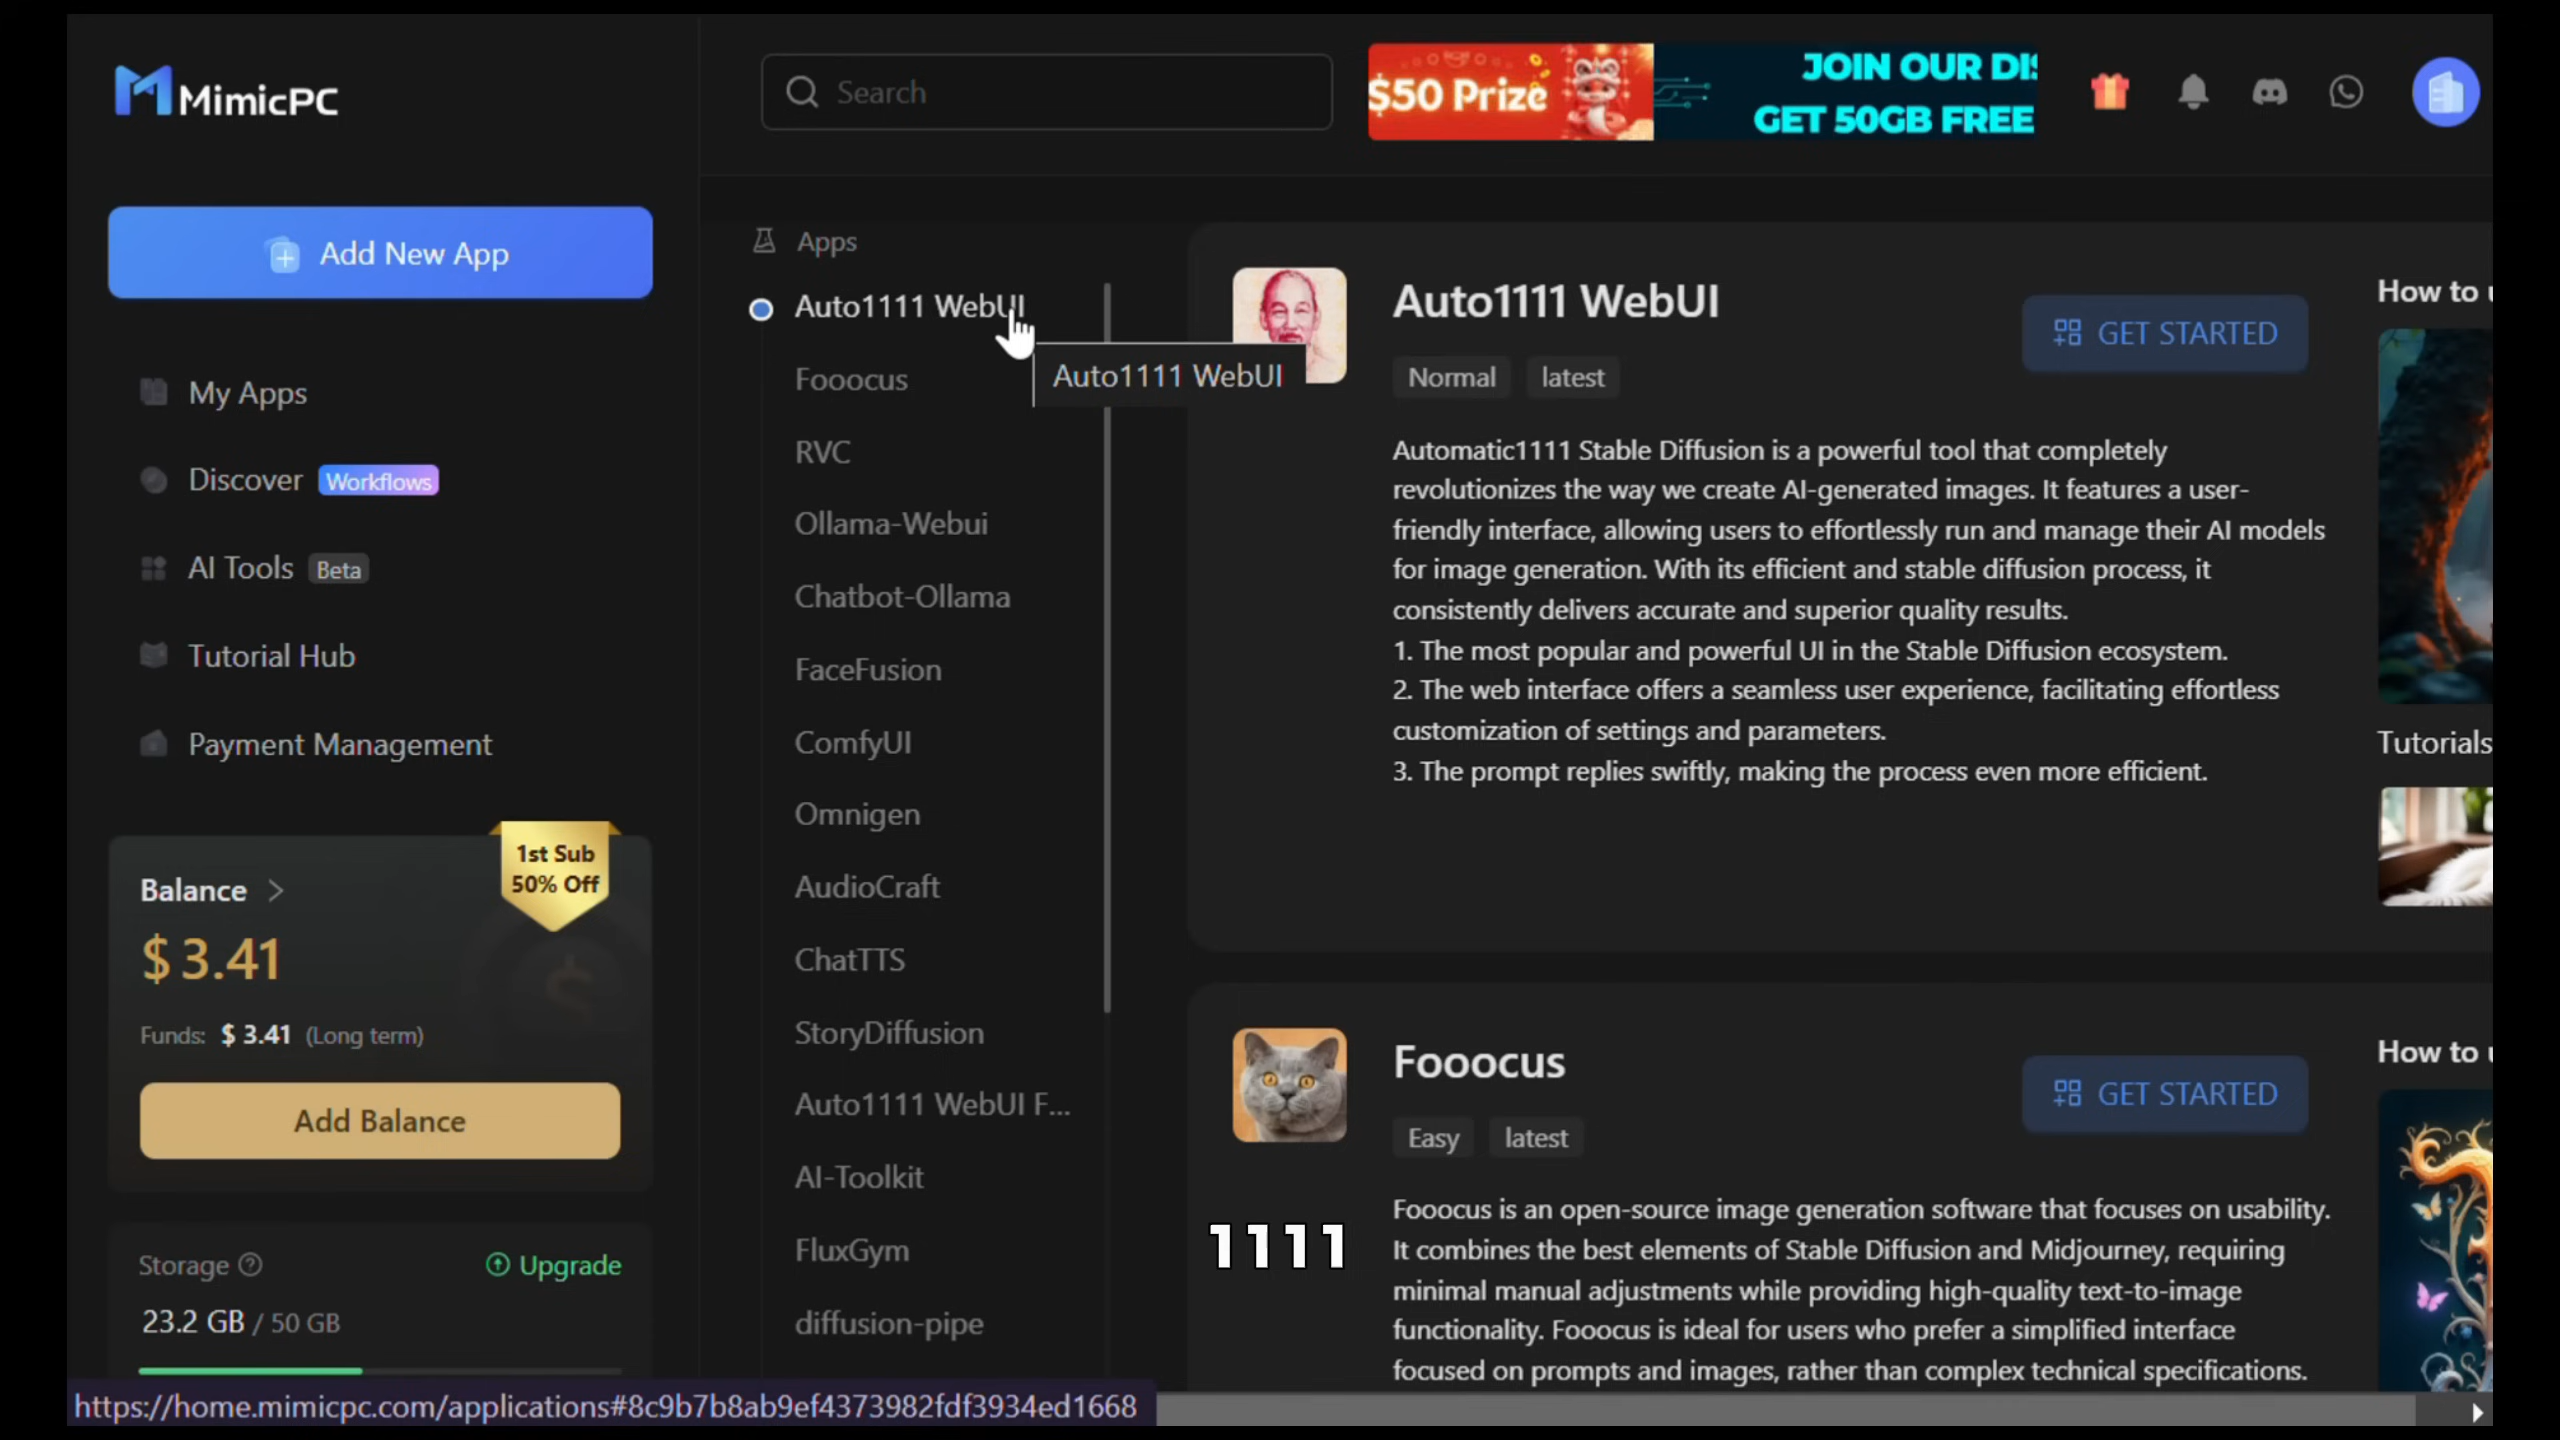 MimicPC
Search
$50 Prize
JOIN OUR DIS
GET 50GB FREE
Add New App
My Apps
Discover Workflows
AI Tools Beta
Tutorial Hub
Payment Management
1st Sub
50% Off
Balance >
$ 3.41
Funds: $ 3.41 (Long term)
Add Balance
Storage ?
Upgrade
23.2 GB / 50 GB
Apps
Auto1111 WebUI
Auto1111 WebUI
Fooocus
RVC
Ollama-Webui
Chatbot-Ollama
FaceFusion
ComfyUI
Omnigen
AudioCraft
ChatTTS
StoryDiffusion
Auto1111 WebUI F...
AI-Toolkit
FluxGym
diffusion-pipe
Auto1111 WebUI
Normal latest
GET STARTED
Automatic1111 Stable Diffusion is a powerful tool that completely
revolutionizes the way we create AI-generated images. It features a user-
friendly interface, allowing users to effortlessly run and manage their AI models
for image generation. With its efficient and stable diffusion process, it
consistently delivers accurate and superior quality results.
1. The most popular and powerful UI in the Stable Diffusion ecosystem.
2. The web interface offers a seamless user experience, facilitating effortless
customization of settings and parameters.
3. The prompt replies swiftly, making the process even more efficient.
How to
Tutorials
Fooocus
Easy latest
GET STARTED
How to
Fooocus is an open-source image generation software that focuses on usability.
It combines the best elements of Stable Diffusion and Midjourney, requiring
minimal manual adjustments while providing high-quality text-to-image
functionality. Fooocus is ideal for users who prefer a simplified interface
focused on prompts and images, rather than complex technical specifications.
1111
https://home.mimicpc.com/applications#8c9b7b8ab9ef4373982fdf3934ed1668